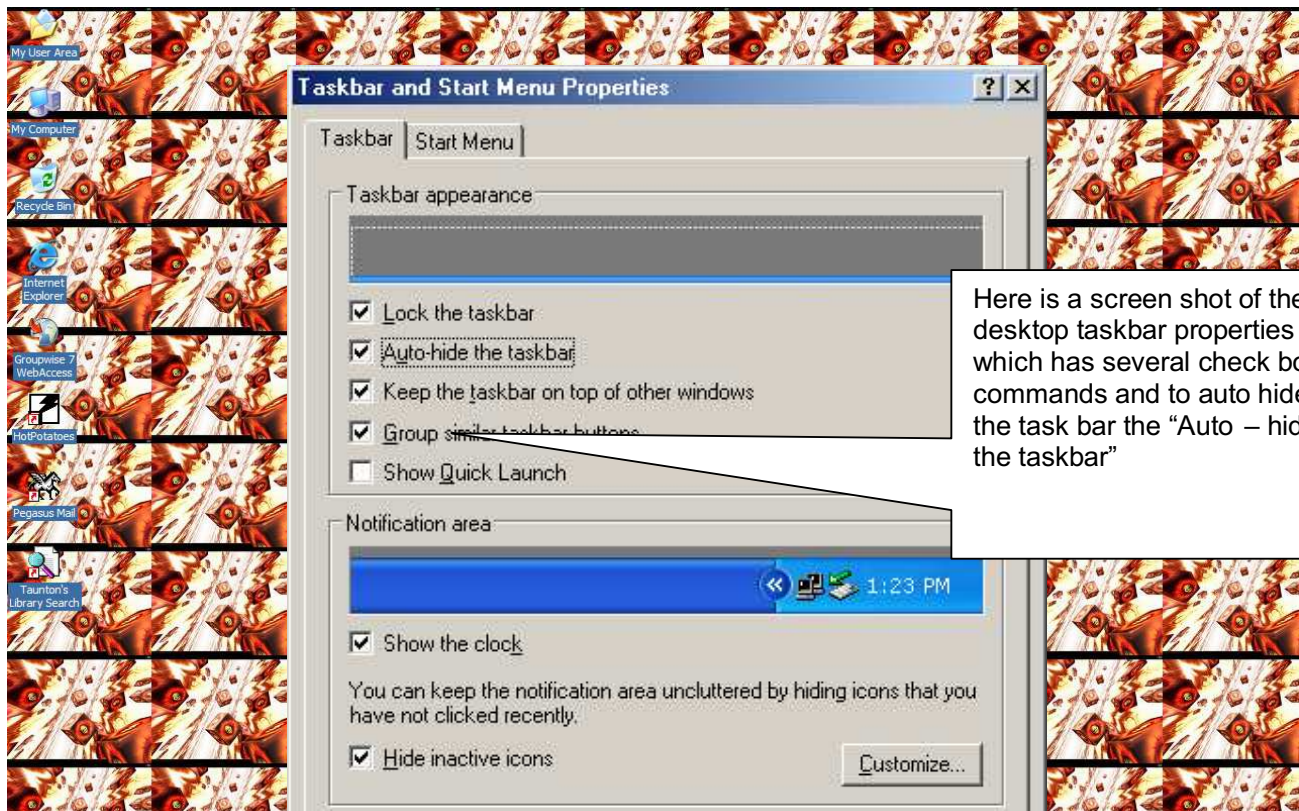 My User Area
My Computer
Recycle Bin
Internet
Explorer
Groupwise 7
WebAccess
HotPotatoes
Pegasus Mail
Taunton's
Library Search
Taskbar and Start Menu Properties
Taskbar
Start Menu
Taskbar appearance
Lock the taskbar
Auto-hide the taskbar
Keep the taskbar on top of other windows
Group similar taskbar buttons
Show Quick Launch
Notification area
1:23 PM
Show the clock
You can keep the notification area uncluttered by hiding icons that you
have not clicked recently.
Hide inactive icons
Customize...
Here is a screen shot of the
desktop taskbar properties
which has several check
commands and to auto
the task bar the “Auto –
the taskbar”